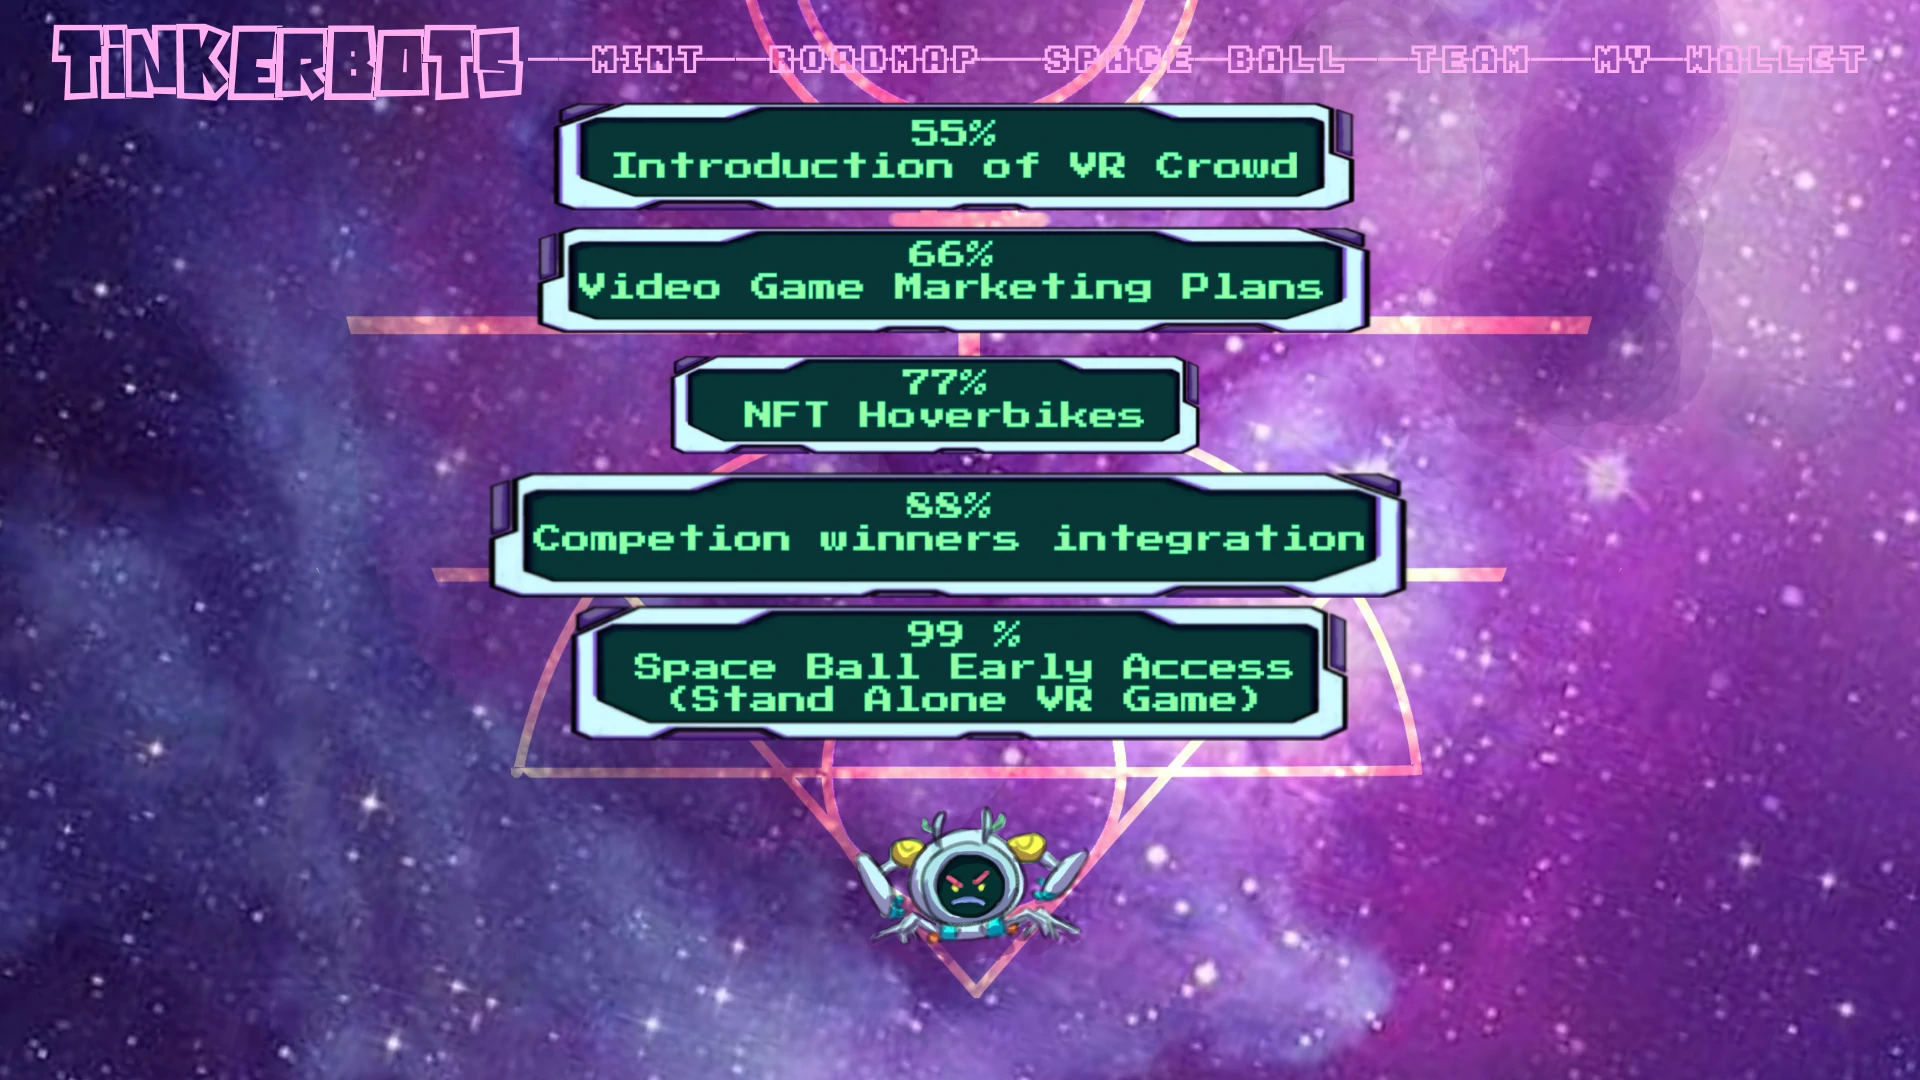 TiNKERBOTS MINT ROADMAP SPACE BALL TEAM MY WALLET
55%
Introduction of VR Crowd
66%
Video Game Marketing Plans
77%
NFT Hoverbikes
88%
Competion winners integration
99 %
Space Ball Early Access
(Stand Alone VR Game)